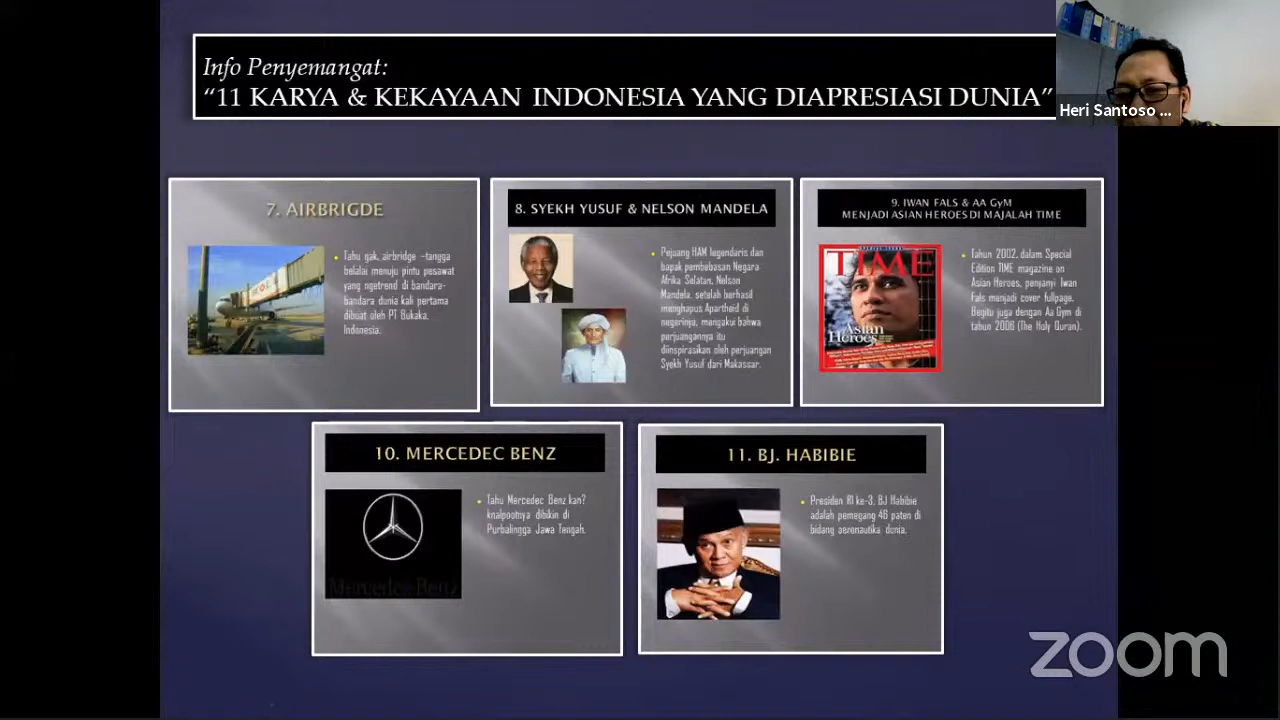 Info Penyemangat:
“11 KARYA & KEKAYAAN INDONESIA YANG DIAPRESIASI DUNIA”
Heri Santoso ...
7. AIRBRIGDE
Tahu gak, airbridge –tangga
belalai menuju pintu pesawat
yang ngetrend di bandara-
bandara dunia kali pertama
dibuat oleh PT Bukaka,
Indonesia.
8. SYEKH YUSUF & NELSON MANDELA
Pejuang HAM legendaris dan
bapak pembebasan Negara
Afrika Selatan, Nelson
Mandela, setelah berhasil
menghapus Apartheid di
negerinya, mengakui bahwa
perjuangannya itu
diinspirasikan oleh perjuangan
Syekh Yusuf dari Makassar.
9. IWAN FALS & AA GyM
MENJADI ASIAN HEROES DI MAJALAH TIME
TIME
Asian
Heroes
Tahun 2002, dalam Special
Edition TIME magazine on
Asian Heroes, penyanyi Iwan
Fals menjadi cover fullpage.
Begitu juga dengan Aa Gym di
tahun 2006 (The Holy Quran).
10. MERCEDEC BENZ
Mercedec Benz
Tahu Mercedec Benz kan?
knalpotnya dibikin di
Purbalingga Jawa Tengah.
11. BJ. HABIBIE
Presiden RI ke-3, BJ Habibie
adalah pemegang 46 paten di
bidang aeronautika dunia.
zoom